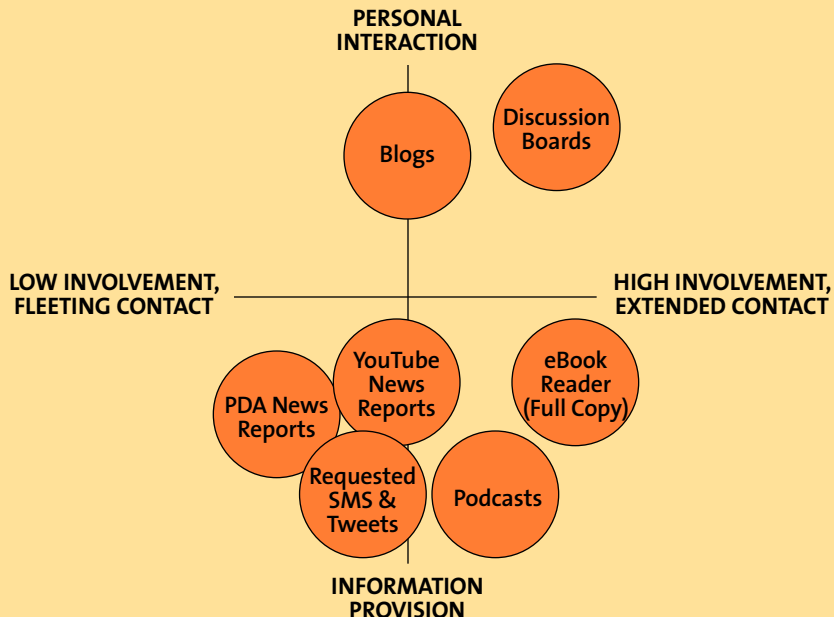 PERSONAL
INTERACTION
Discussion
Boards
Blogs
LOW INVOLVEMENT,
FLEETING CONTACT
HIGH INVOLVEMENT,
EXTENDED CONTACT
YouTube
News
Reports
eBook
Reader
(Full Copy)
PDA News
Reports
Requested
SMS &
Tweets
Podcasts
INFORMATION
PROVISION